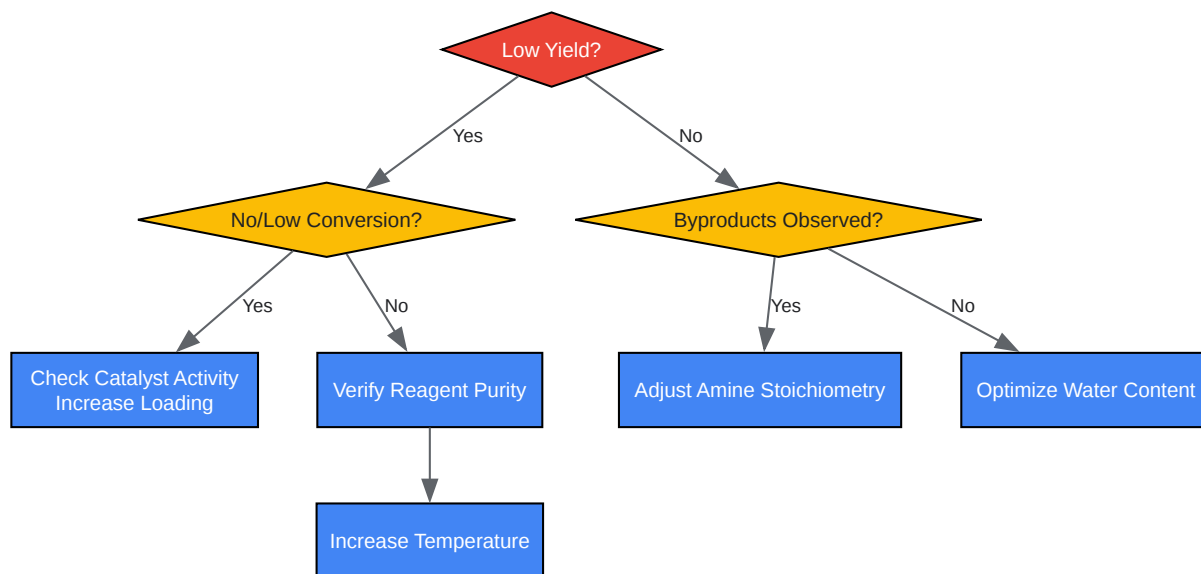 Low Yield?
Yes
No
No/Low Conversion?
Byproducts Observed?
Yes
No
Yes
No
Check Catalyst Activity
Increase Loading
Verify Reagent Purity
Adjust Amine Stoichiometry
Optimize Water Content
Increase Temperature